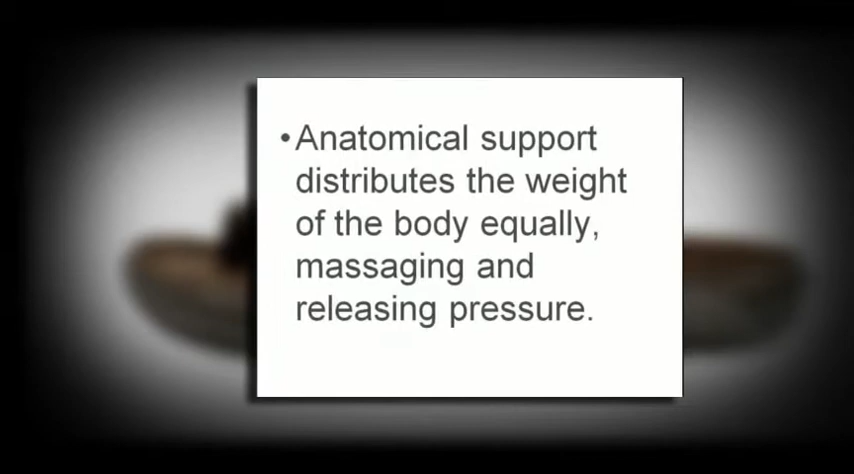 •Anatomical support
distributes the weight
of the body equally,
massaging and
releasing pressure.